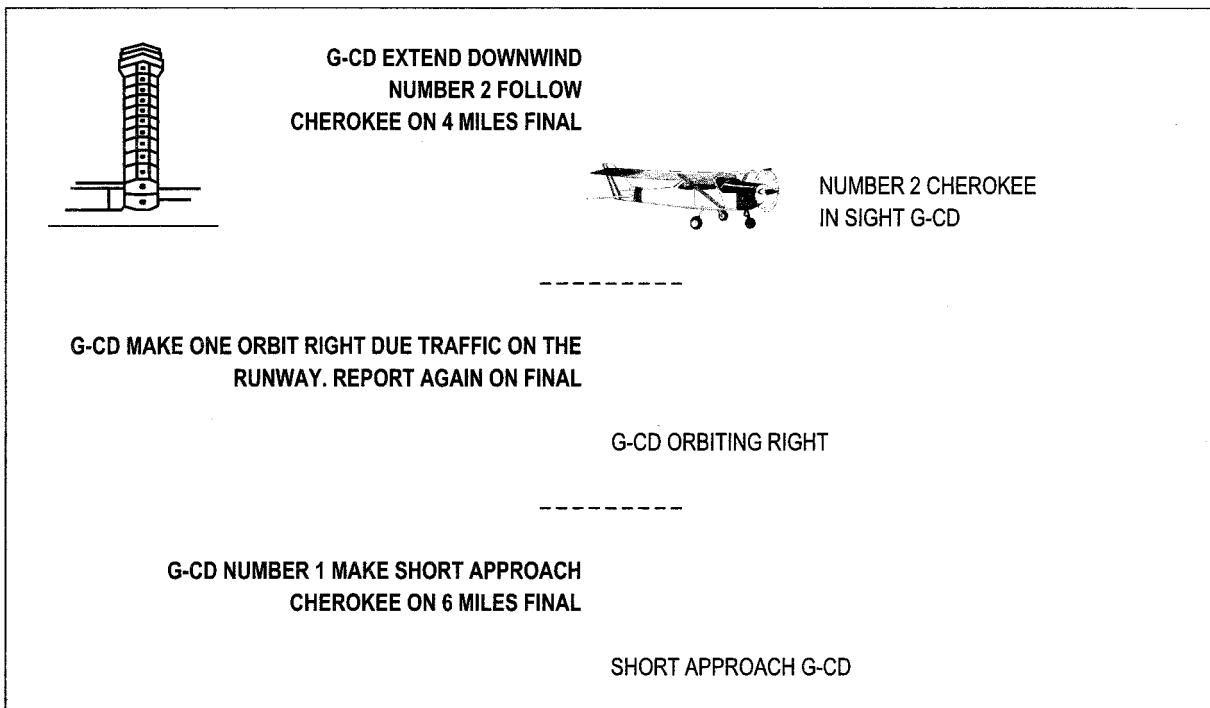 G-CD EXTEND DOWNWIND
NUMBER 2 FOLLOW
CHEROKEE ON 4 MILES FINAL
NUMBER 2 CHEROKEE
IN SIGHT G-CD
G-CD MAKE ONE ORBIT RIGHT DUE TRAFFIC ON THE
RUNWAY. REPORT AGAIN ON FINAL
G-CD ORBITING RIGHT
G-CD NUMBER 1 MAKE SHORT APPROACH
CHEROKEE ON 6 MILES FINAL
SHORT APPROACH G-CD